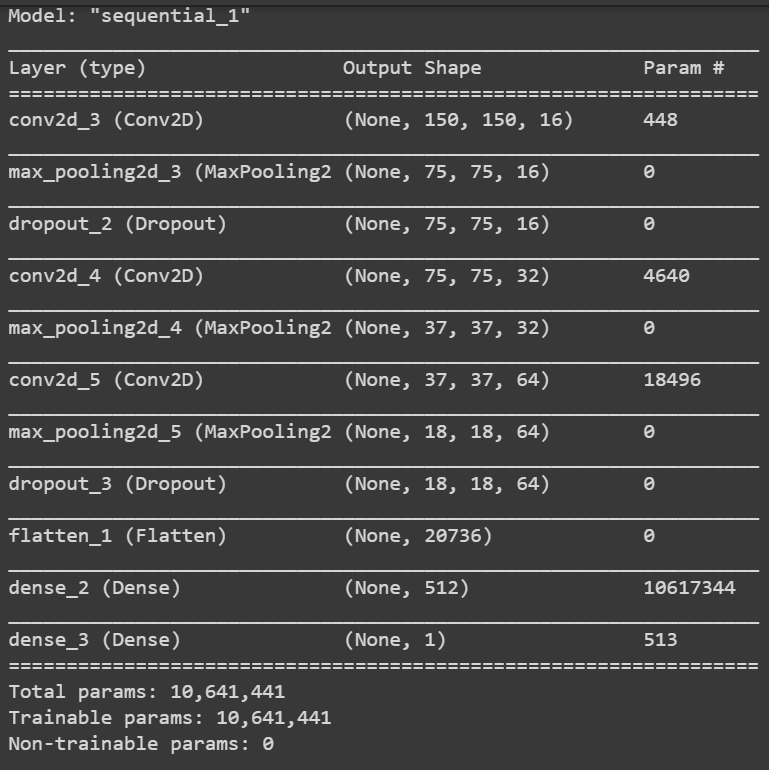 Model: "sequential_1"
_________________________________________________________________
Layer (type)                 Output Shape              Param #
=================================================================
conv2d_3 (Conv2D)            (None, 150, 150, 16)      448
_________________________________________________________________
max_pooling2d_3 (MaxPooling2 (None, 75, 75, 16)        0
_________________________________________________________________
dropout_2 (Dropout)          (None, 75, 75, 16)        0
_________________________________________________________________
conv2d_4 (Conv2D)            (None, 75, 75, 32)        4640
_________________________________________________________________
max_pooling2d_4 (MaxPooling2 (None, 37, 37, 32)        0
_________________________________________________________________
conv2d_5 (Conv2D)            (None, 37, 37, 64)        18496
_________________________________________________________________
max_pooling2d_5 (MaxPooling2 (None, 18, 18, 64)        0
_________________________________________________________________
dropout_3 (Dropout)          (None, 18, 18, 64)        0
_________________________________________________________________
flatten_1 (Flatten)          (None, 20736)             0
_________________________________________________________________
dense_2 (Dense)              (None, 512)               10617344
_________________________________________________________________
dense_3 (Dense)              (None, 1)                 513
=================================================================
Total params: 10,641,441
Trainable params: 10,641,441
Non-trainable params: 0